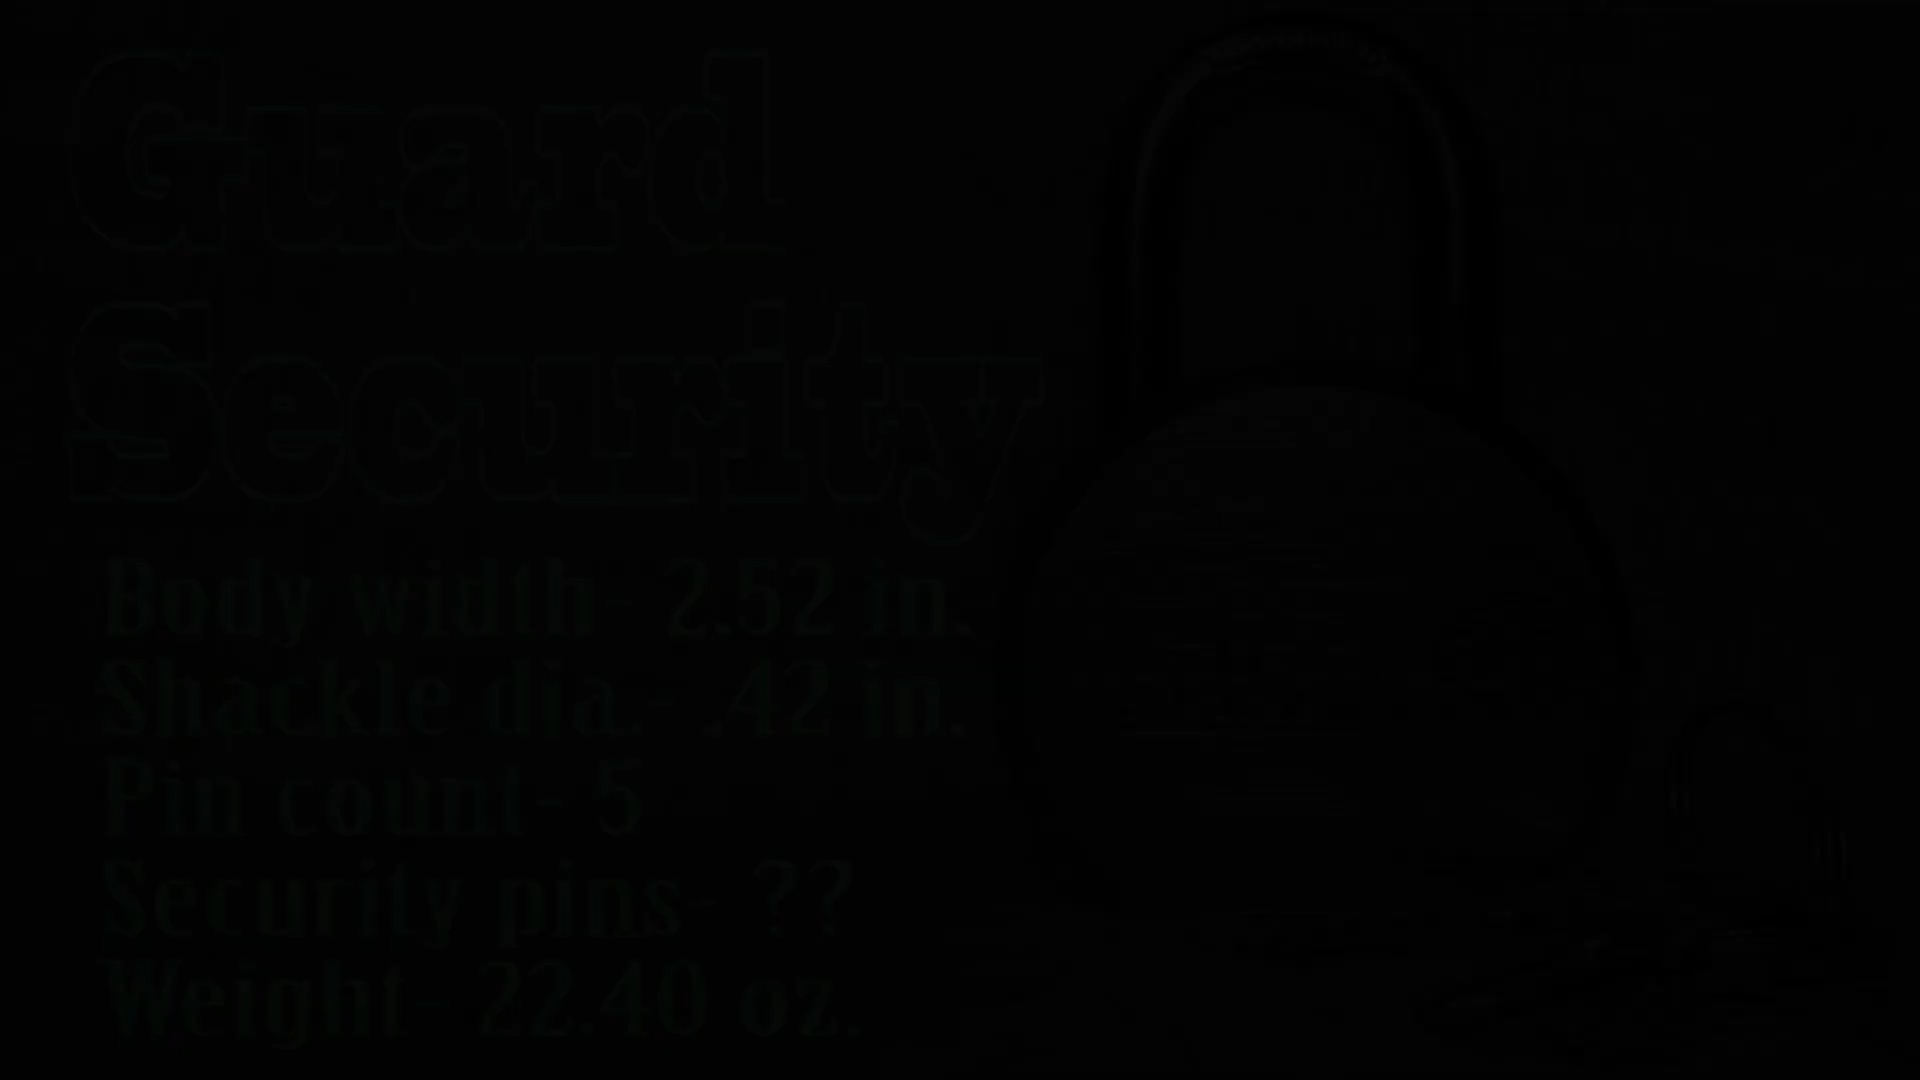 Guard
Security
Body width- 2.52 in.
Shackle dia.- .42 in.
Pin count- 5
Security pins- ??
Weight- 22.40 oz.